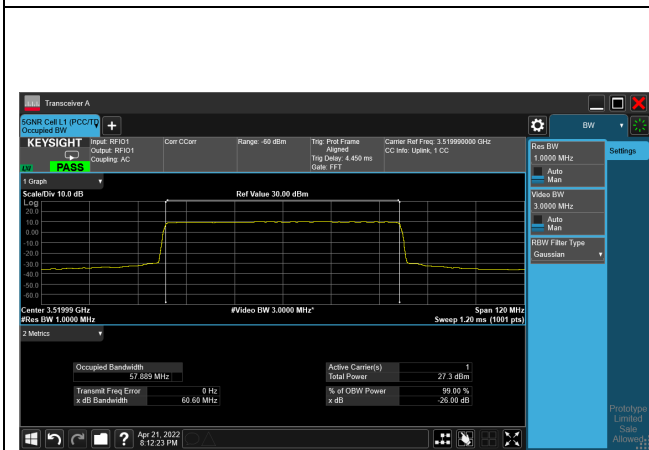 Transceiver A
5GNR Cell L1 (PCC/TD
Occupied BW
+
BW
KEYSIGHT
LW
PASS
Input: RFIO1
Output: RFIO1
Coupling: AC
Corr CCorr
Range: -60 dBm
Trig: Prot Frame
Aligned
Trig Delay: 4.450 ms
Gate: FFT
Carrier Ref Freq: 3.519990000 GHz
CC Info: Uplink, 1 CC
Res BW
1.0000 MHz
Auto
Man
Settings
Video BW
3.0000 MHz
Auto
Man
RBW Filter Type
Gaussian
1 Graph
Scale/Div 10.0 dB
Ref Value 30.00 dBm
Log
20.0
10.0
0.00
-10.0
-20.0
-30.0
-40.0
-50.0
-60.0
Center 3.51999 GHz
#Video BW 3.0000 MHz*
Span 120 MHz
#Res BW 1.0000 MHz
Sweep 1.20 ms (1001 pts)
2 Metrics
Occupied Bandwidth
57.889 MHz
Active Carrier(s) 1
Total Power 27.3 dBm
Transmit Freq Error 0 Hz
x dB Bandwidth 60.60 MHz
% of OBW Power 99.00 %
x dB -26.00 dB
Prototype
Limited
Sale
Allowed
?
Apr 21, 2022
8:12:23 PM